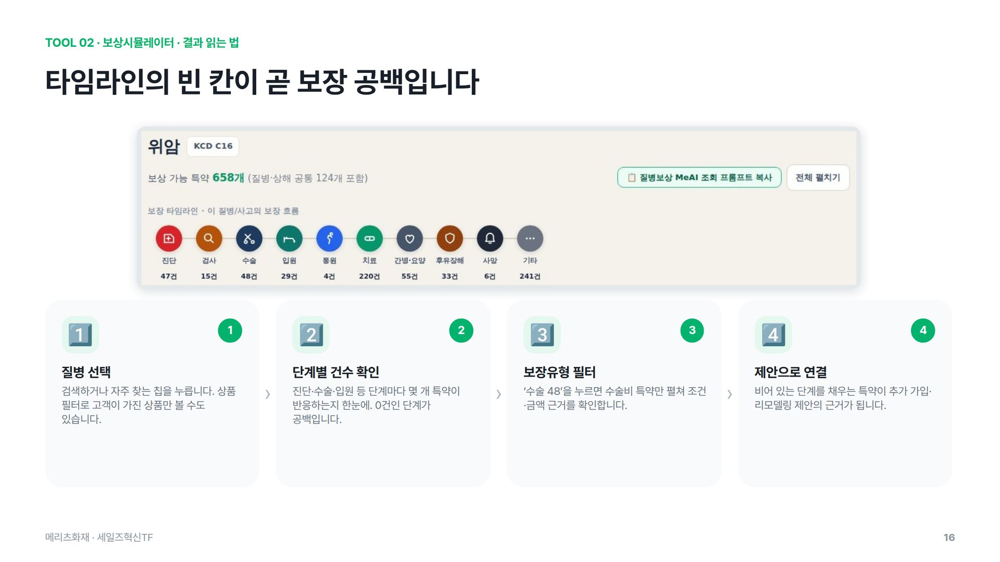 TOOL 02 · 보상시뮬레이터 · 결과 읽는 법
타임라인의 빈 칸이 곧 보장 공백입니다
위암 KCD C16
보상 가능 특약 658개 (질병·상해 공통 124개 포함)
📋 질병보상 MeAI 조회 프롬프트 복사
전체 펼치기
보장 타임라인 · 이 질병/사고의 보장 흐름
진단 검사 수술 입원 통원 치료 간병·요양 후유장해 사망 기타
47건 15건 48건 29건 4건 220건 55건 33건 6건 241건
1 1
질병 선택
검색하거나 자주 찾는 칩을 누릅니다. 상품
필터로 고객이 가진 상품만 볼 수도
있습니다.
2 2
단계별 건수 확인
진단·수술·입원 등 단계마다 몇 개 특약이
반응하는지 한눈에. 0건인 단계가
공백입니다.
3 3
보장유형 필터
‘수술 48’을 누르면 수술비 특약만 펼쳐 조건
·금액 근거를 확인합니다.
4 4
제안으로 연결
비어 있는 단계를 채우는 특약이 추가 가입·
리모델링 제안의 근거가 됩니다.
메리츠화재 · 세일즈혁신TF
16